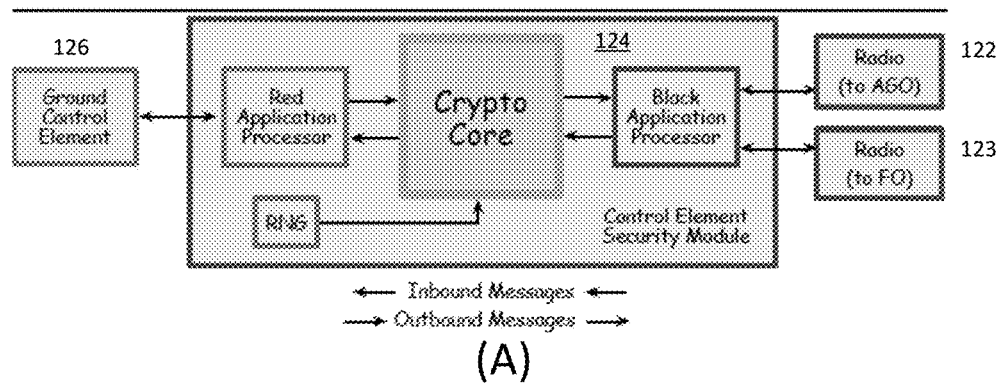 126
124
122
123
Ground
Control
Element
Red
Application
Processor
Crypto
Core
Black
Application
Processor
Radio
(to AGO)
Radio
(to FO)
RNG
Control Element
Security Module
Inbound Messages
Outbound Messages
(A)